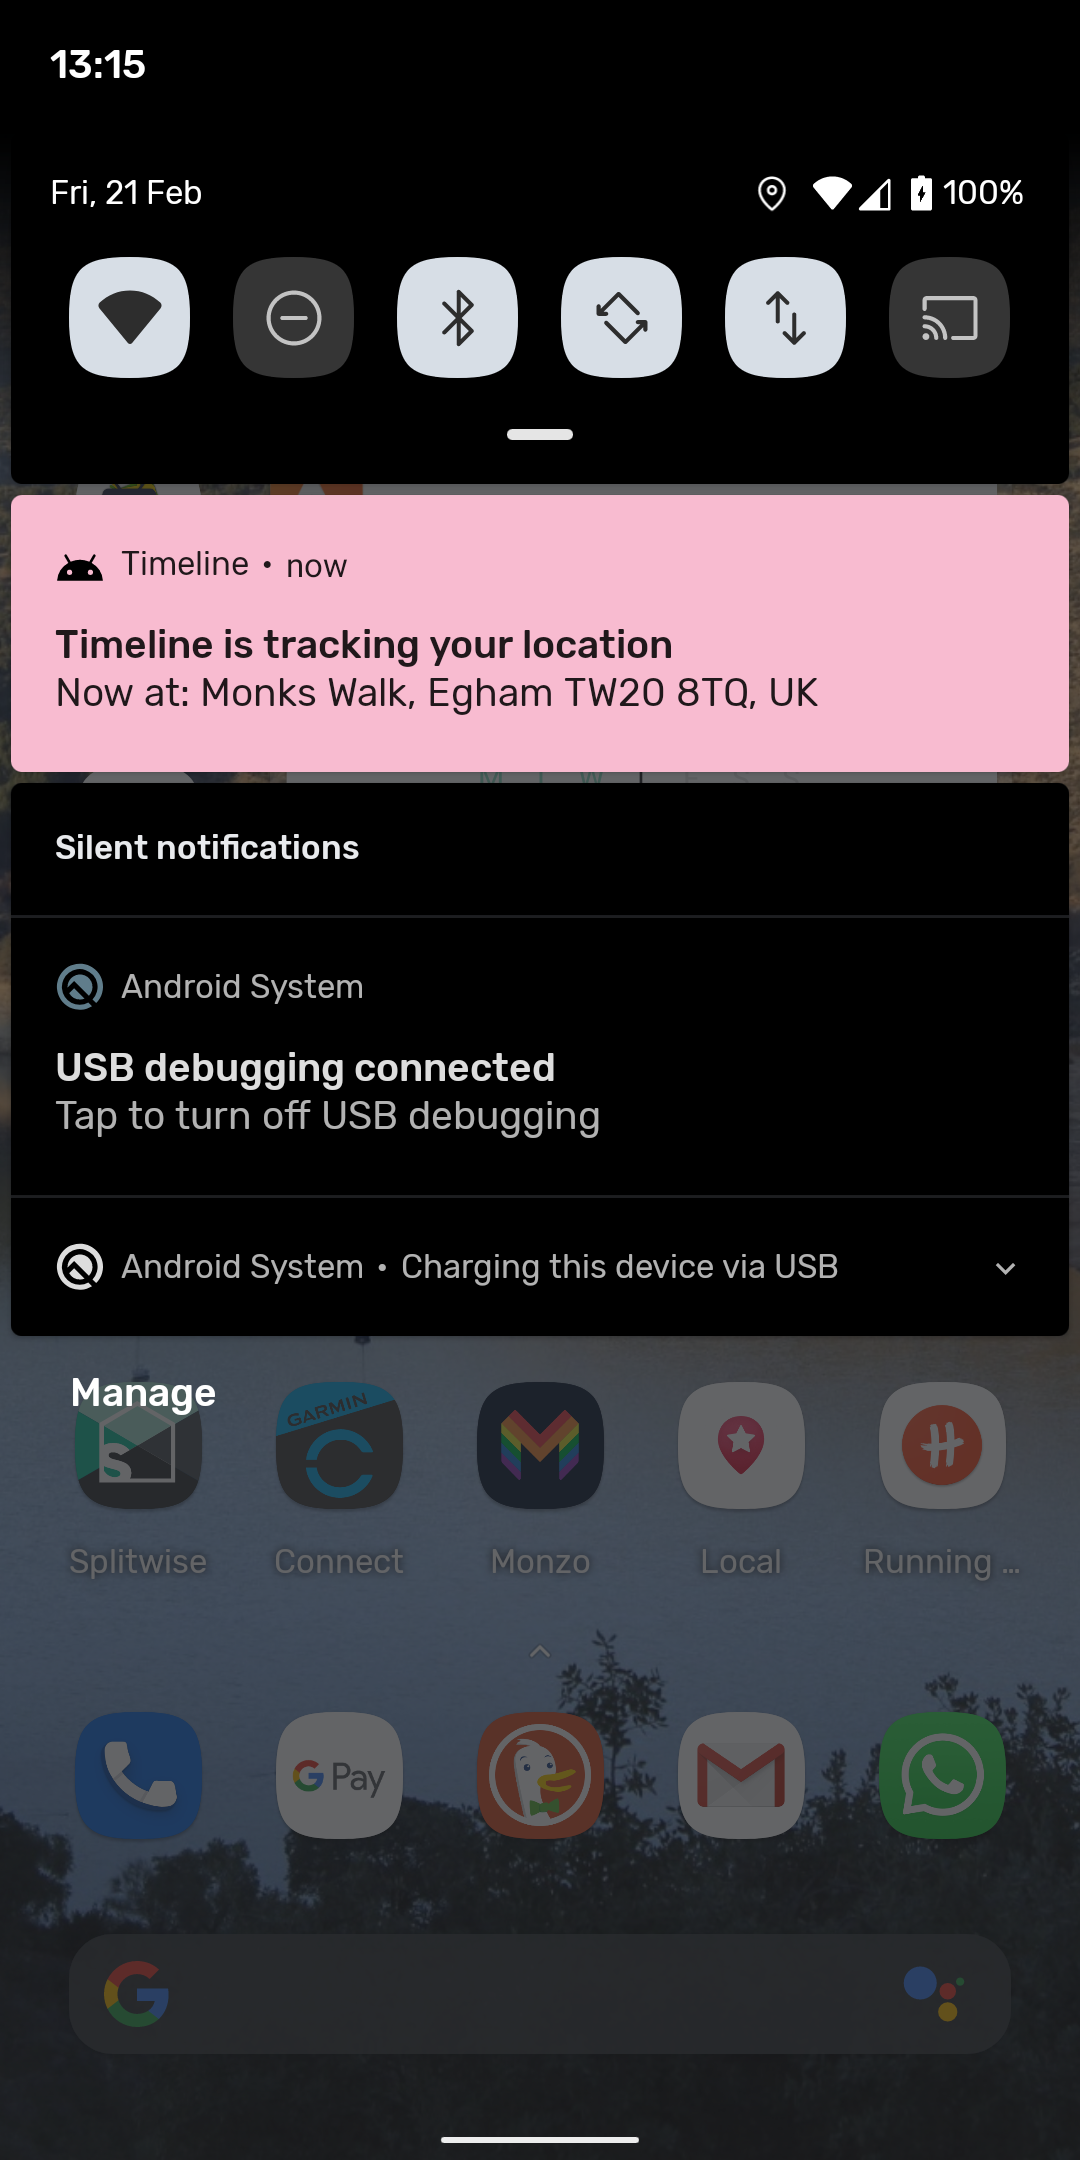 13:15
Fri, 21 Feb
100%
Timeline • now
Timeline is tracking your location
Now at: Monks Walk, Egham TW20 8TQ, UK
M T W T F S S
Silent notifications
Android System
USB debugging connected
Tap to turn off USB debugging
Android System • Charging this device via USB
Manage
GARMIN
Splitwise
Connect
Monzo
Local
Running ...
G Pay